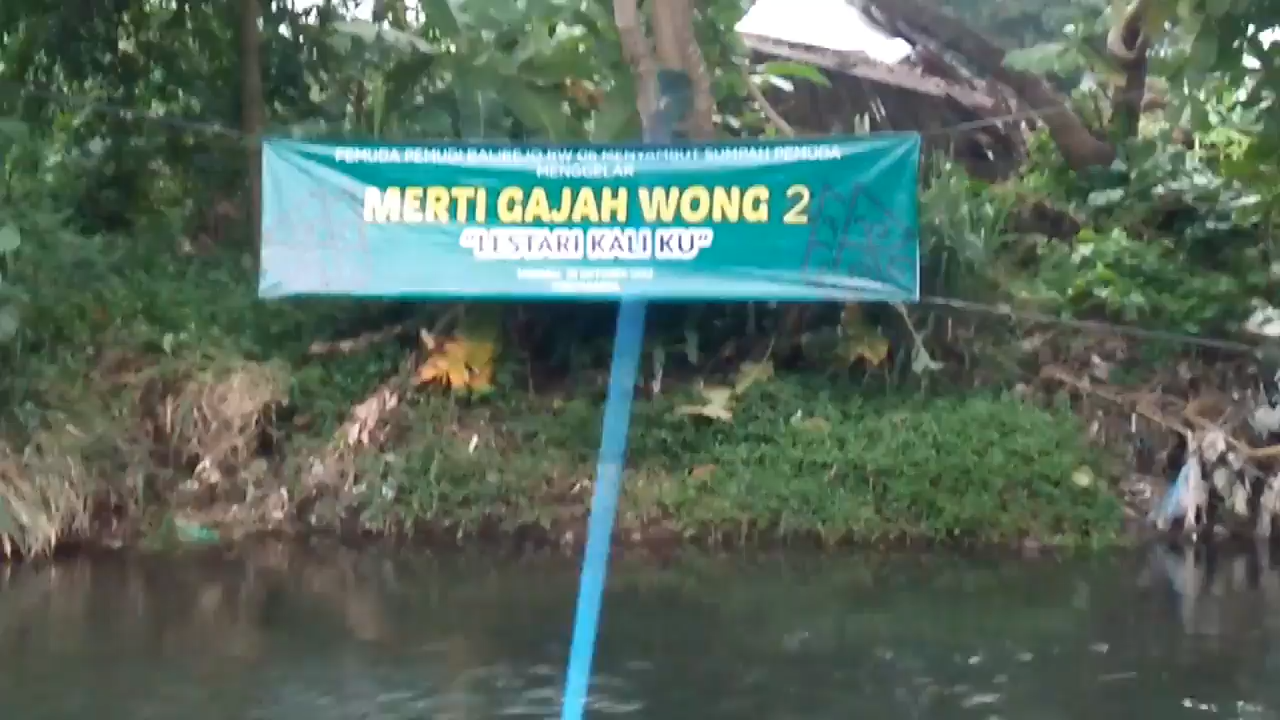 PEMUDA PEMUDI BALIREJO RW 08 MENYAMBUT SUMPAH PEMUDA
MENGGELAR
MERTI GAJAH WONG 2
“LESTARI KALI KU”